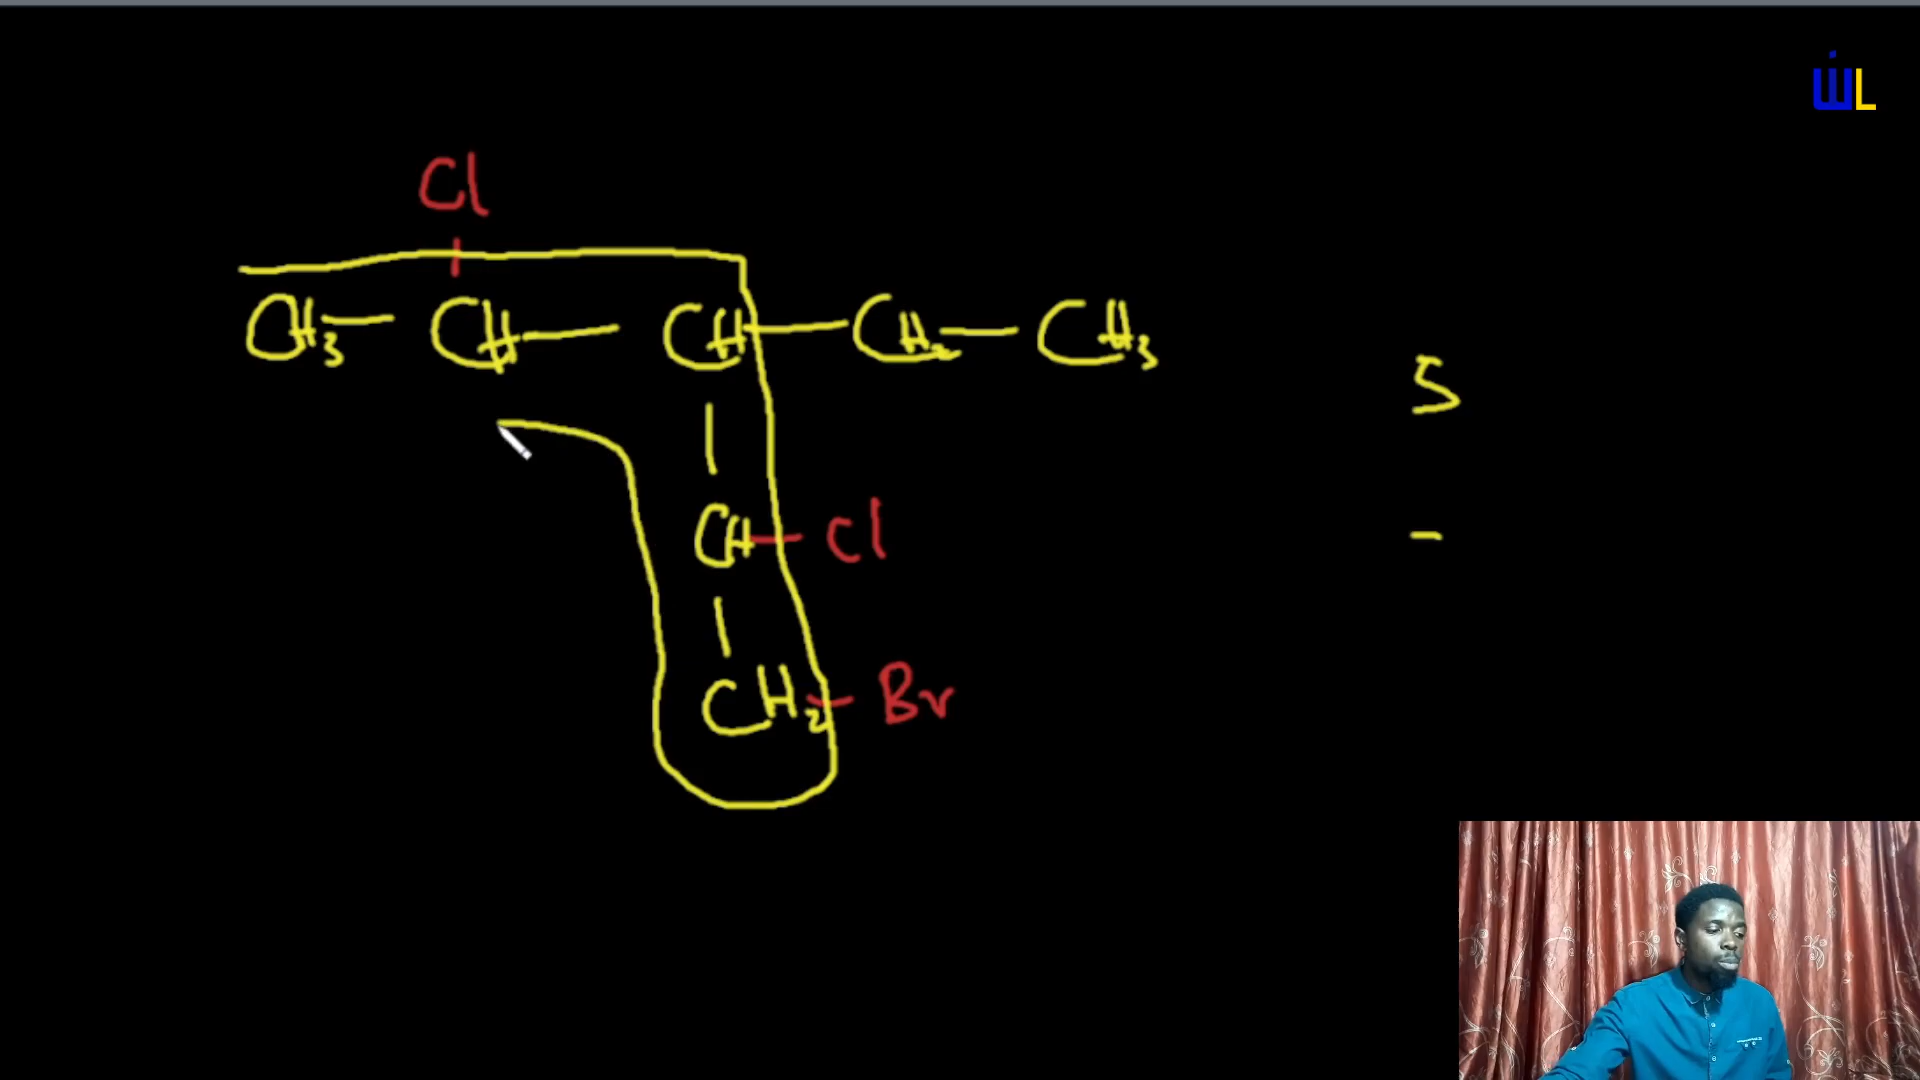 Cl
CH3 — CH — CH — CH2 — CH3
5
CH — Cl
-
CH2 — Br
WL